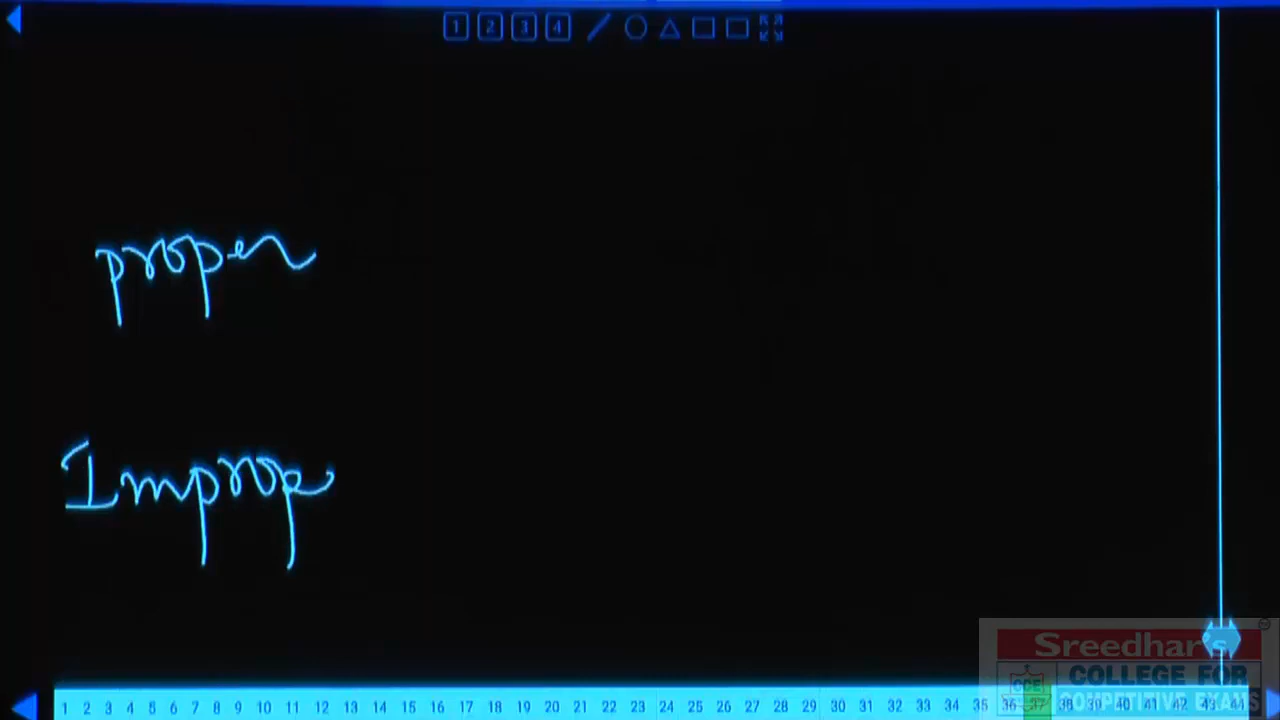 1 2 3 4
proper
Imprope
Sreedhar's
CCE COLLEGE FOR
COMPETITIVE EXAMS
1 2 3 4 5 6 7 8 9 10 11 12 13 14 15 16 17 18 19 20 21 22 23 24 25 26 27 28 29 30 31 32 33 34 35 36 37 38 39 40 41 42 43 44